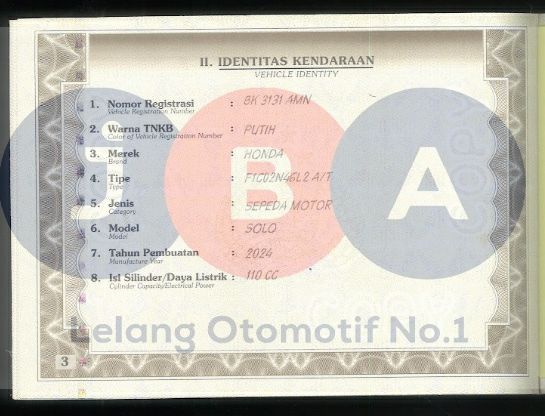 II. IDENTITAS KENDARAAN
VEHICLE IDENTITY
1. Nomor Registrasi : BK 3131 AMN
Vehicle Registration Number
2. Warna TNKB : PUTIH
Color of Vehicle Registration Number
3. Merek : HONDA
Brand
4. Tipe : F1C02N46L2 A/T
Type
5. Jenis : SEPEDA MOTOR
Category
6. Model : SOLO
Model
7. Tahun Pembuatan : 2024
Manufacture Year
8. Isi Silinder/Daya Listrik : 110 CC
Cylinder Capacity/Electrical Power
i B A
Lelang Otomotif No.1
3